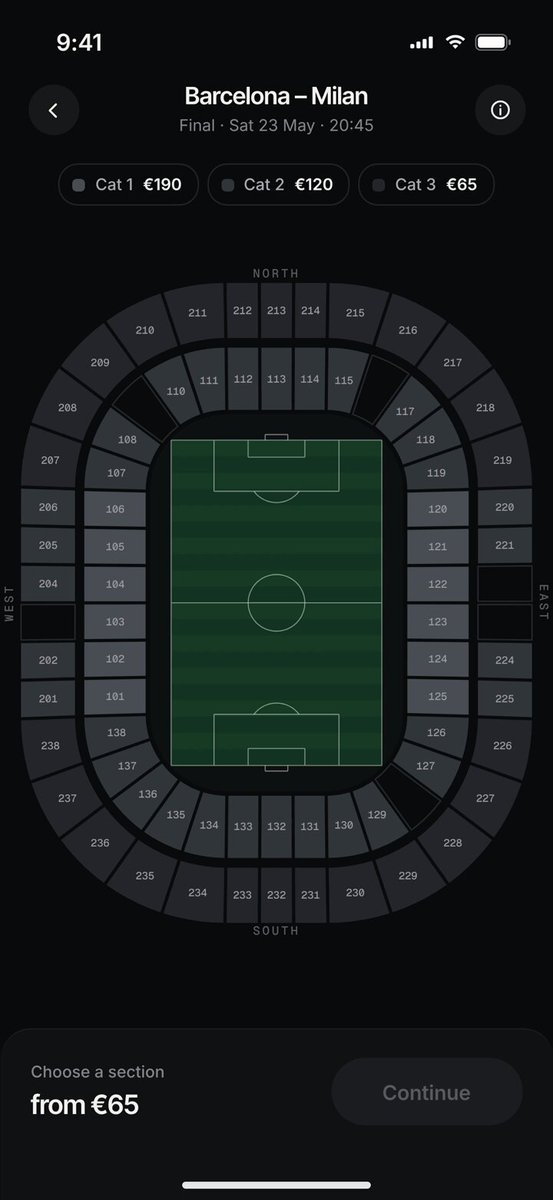 9:41
Barcelona – Milan
Final · Sat 23 May · 20:45
Cat 1 €190 Cat 2 €120 Cat 3 €65
NORTH
211 212 213 214 215
210 216
209 217
110 111 112 113 114 115
208 117 218
108 118
207 107 119 219
206 106 120 220
205 105 121 221
204 104 122
WEST EAST
103 123
202 102 124 224
201 101 125 225
238 138 126 226
137 127
237 136 227
135 134 133 132 131 130 129
236 228
235 229
234 233 232 231 230
SOUTH
Choose a section
from €65
Continue